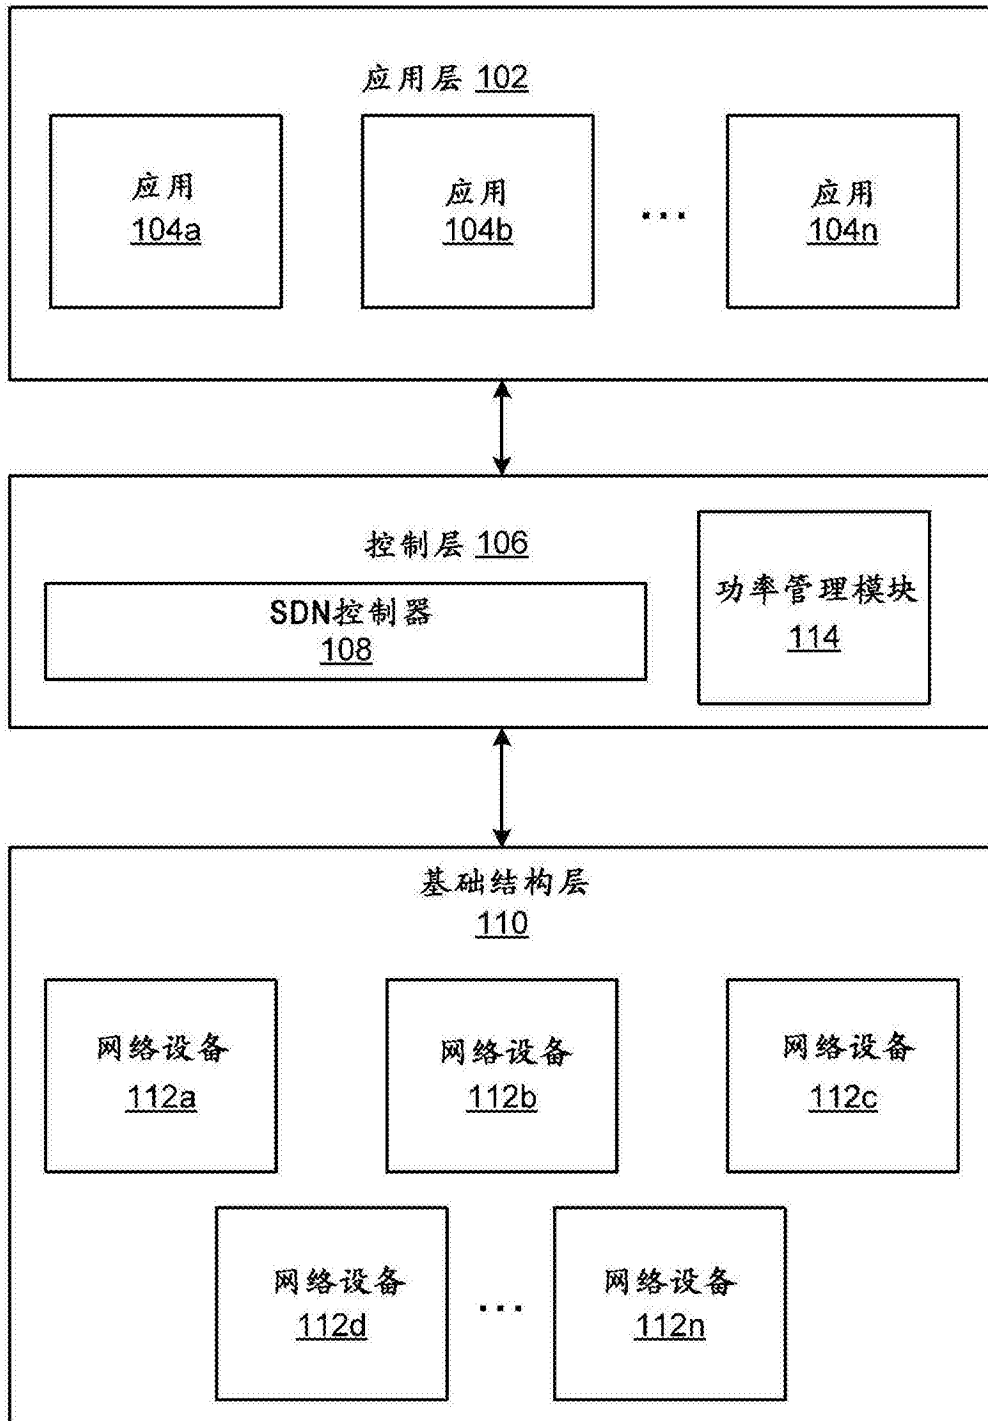 应用层 102
应用
104a
应用
104b
...
应用
104n
控制层 106
SDN控制器
108
功率管理模块
114
基础结构层
110
网络设备
112a
网络设备
112b
网络设备
112c
网络设备
112d
...
网络设备
112n